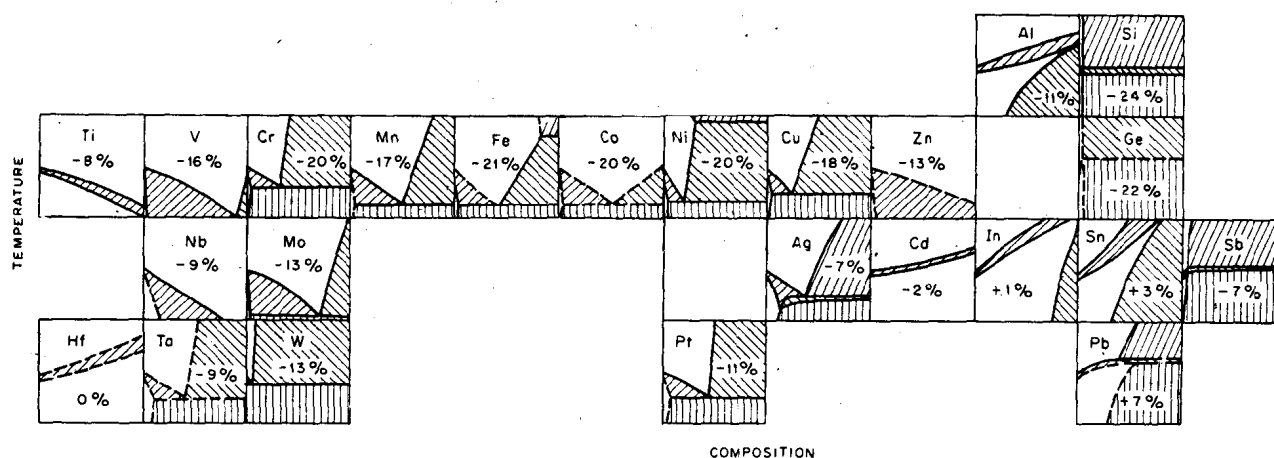 Al Si
-11% -24%
Ti V Cr Mn Fe Co Ni Cu Zn Ge
-8% -16% -20% -17% -21% -20% -20% -18% -13% -22%
Nb Mo Ag Cd In Sn Sb
-9% -13% -7% -2% +.1% +3% -7%
Hf Ta W Pt Pb
0% -9% -13% -11% +7%
TEMPERATURE
COMPOSITION